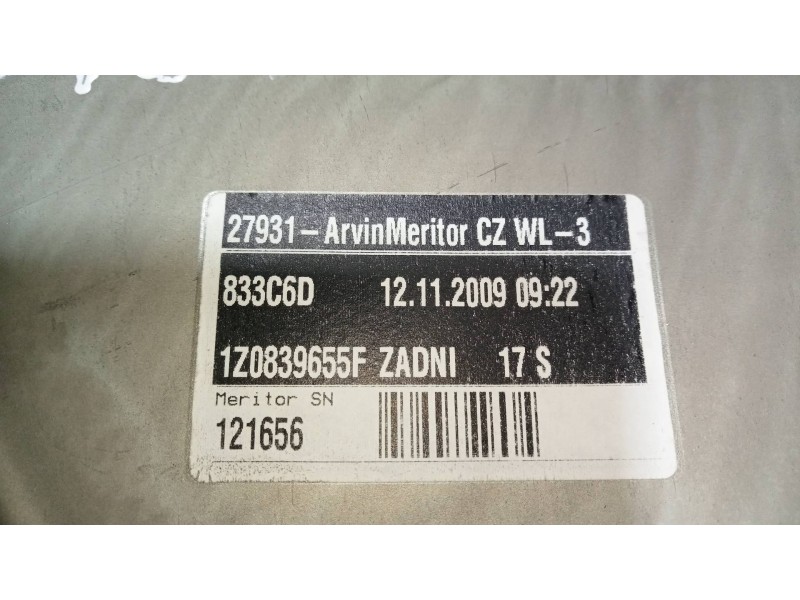 27931-ArvinMeritor CZ WL-3
833C6D 12.11.2009 09:22
1Z0839655F ZADNI 17 S
Meritor SN
121656